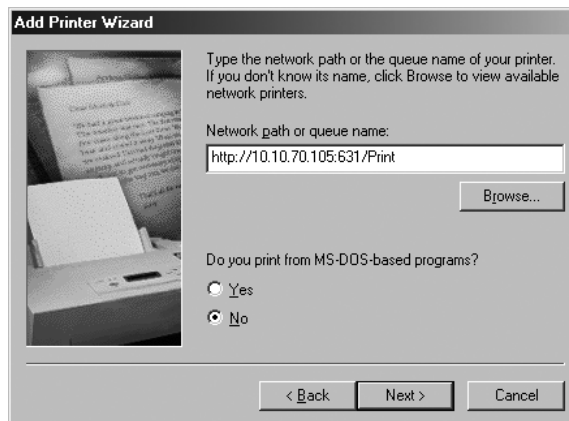 Add Printer Wizard
Type the network path or the queue name of your printer.
If you don't know its name, click Browse to view available
network printers.
Network path or queue name:
http://10.10.70.105:631/Print
Browse...
Do you print from MS-DOS-based programs?
Yes
No
< Back
Next >
Cancel